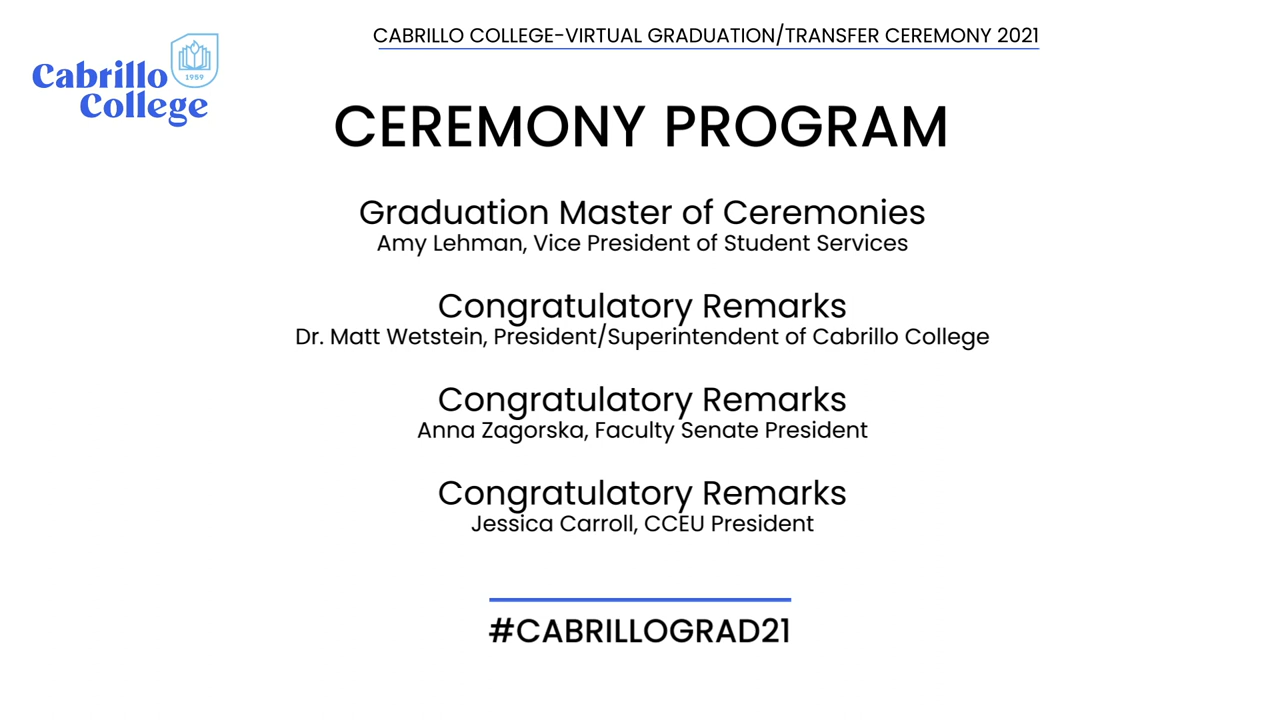 CABRILLO COLLEGE-VIRTUAL GRADUATION/TRANSFER CEREMONY 2021
Cabrillo
1959
College
CEREMONY PROGRAM
Graduation Master of Ceremonies
Amy Lehman, Vice President of Student Services
Congratulatory Remarks
Dr. Matt Wetstein, President/Superintendent of Cabrillo College
Congratulatory Remarks
Anna Zagorska, Faculty Senate President
Congratulatory Remarks
Jessica Carroll, CCEU President
#CABRILLOGRAD21